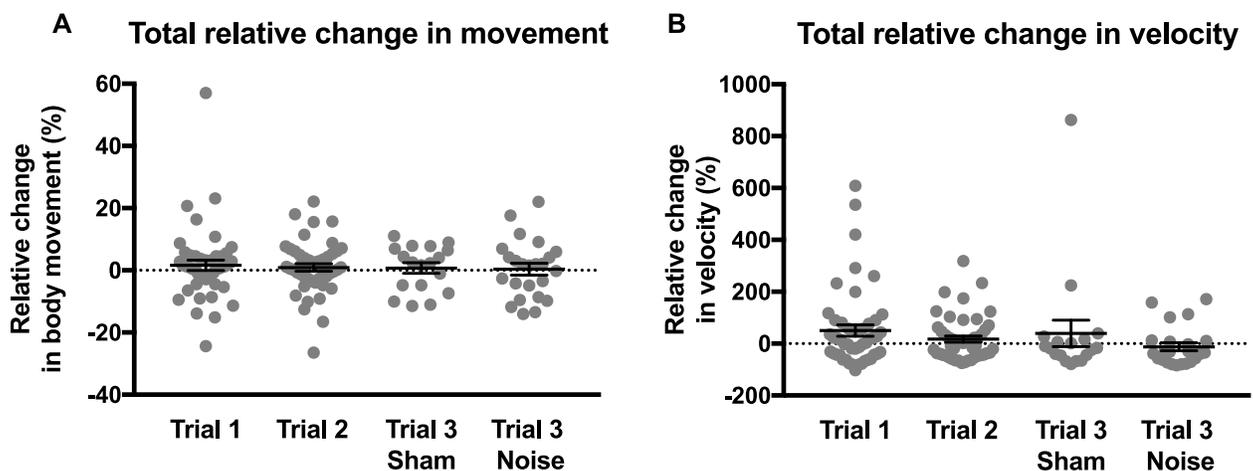 A
Total relative change in movement
Relative change
in body movement (%)
60
40
20
0
-20
-40
Trial 1
Trial 2
Trial 3
Sham
Trial 3
Noise
B
Total relative change in velocity
Relative change
in velocity (%)
1000
800
600
400
200
0
-200
Trial 1
Trial 2
Trial 3
Sham
Trial 3
Noise